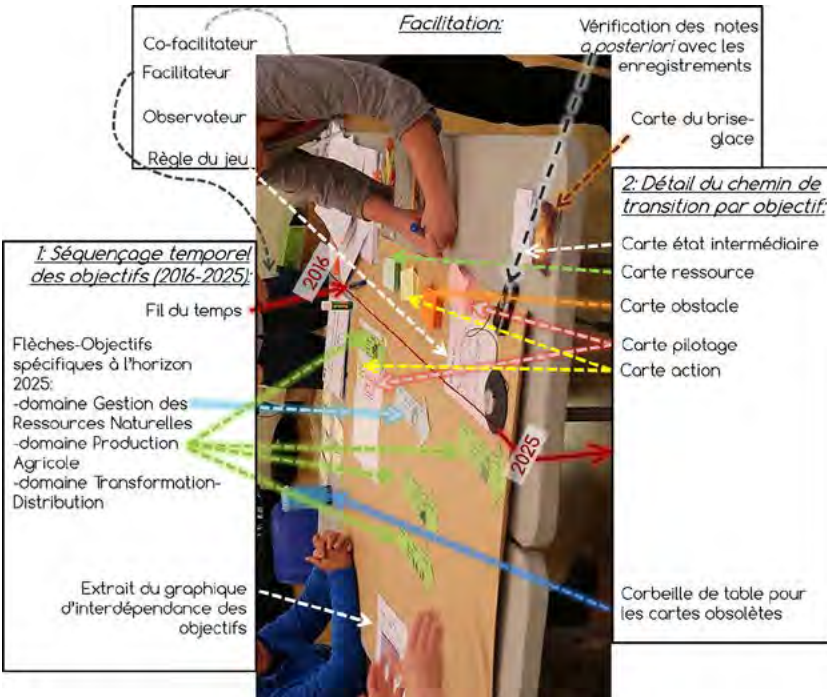 Facilitation:
Co-facilitateur
Facilitateur
Observateur
Règle du jeu
Vérification des notes
a posteriori avec les
enregistrements
Carte du brise-
glace
1: Séquençage temporel
des objectifs (2016-2025):
Fil du temps
Flèches-Objectifs
spécifiques à l'horizon
2025:
-domaine Gestion des
Ressources Naturelles
-domaine Production
Agricole
-domaine Transformation-
Distribution
Extrait du graphique
d'interdépendance des
objectifs
2016
2025
2: Détail du chemin de
transition par objectif:
Carte état intermédiaire
Carte ressource
Carte obstacle
Carte pilotage
Carte action
Corbeille de table pour
les cartes obsolètes